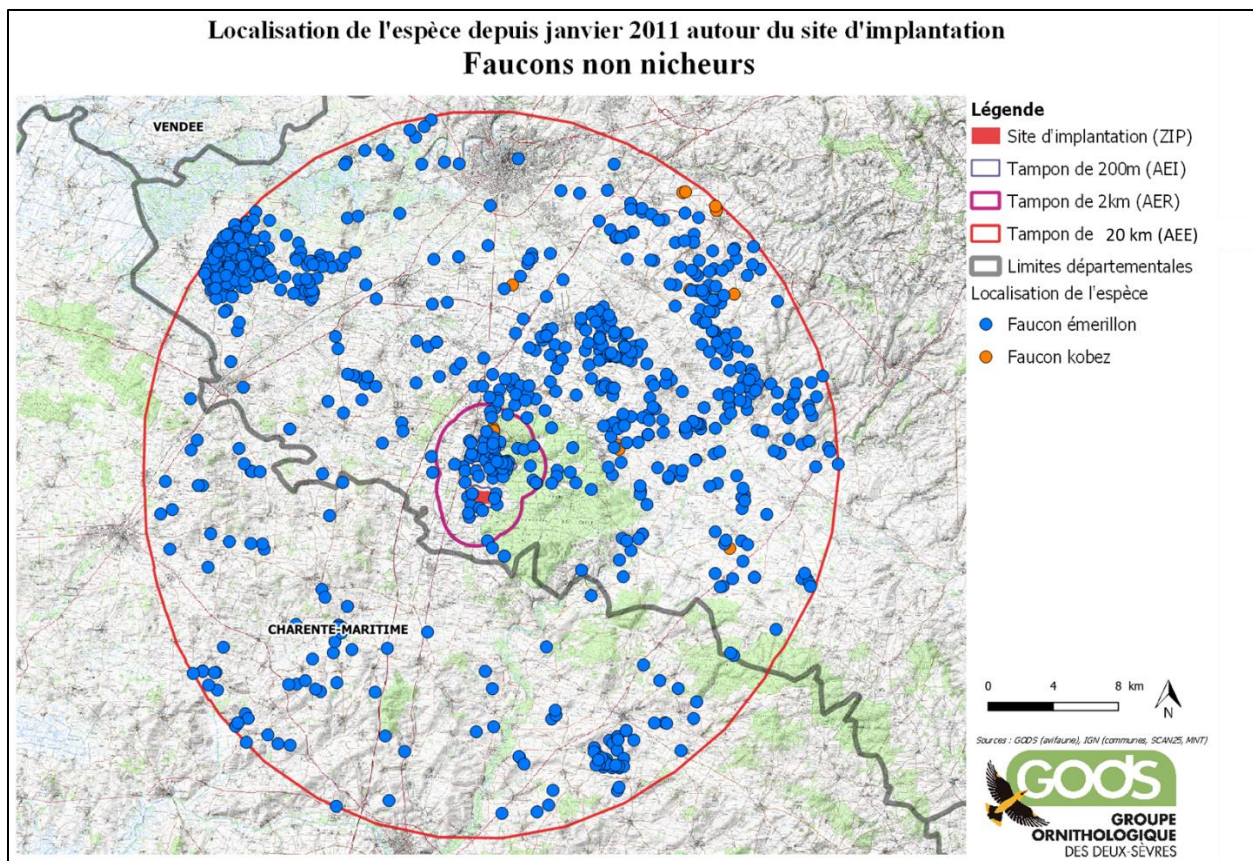 Localisation de l'espèce depuis janvier 2011 autour du site d'implantation
Faucons non nicheurs
VENDEE
CHARENTE-MARITIME
Légende
Site d'implantation (ZIP)
Tampon de 200m (AEI)
Tampon de 2km (AER)
Tampon de 20 km (AEE)
Limites départementales
Localisation de l'espèce
Faucon émerillon
Faucon kobez
0 4 8 km
N
Sources : GODS (avifaune), IGN (communes, SCAN25, MNT)
GODS
GROUPE
ORNITHOLOGIQUE
DES DEUX-SÈVRES